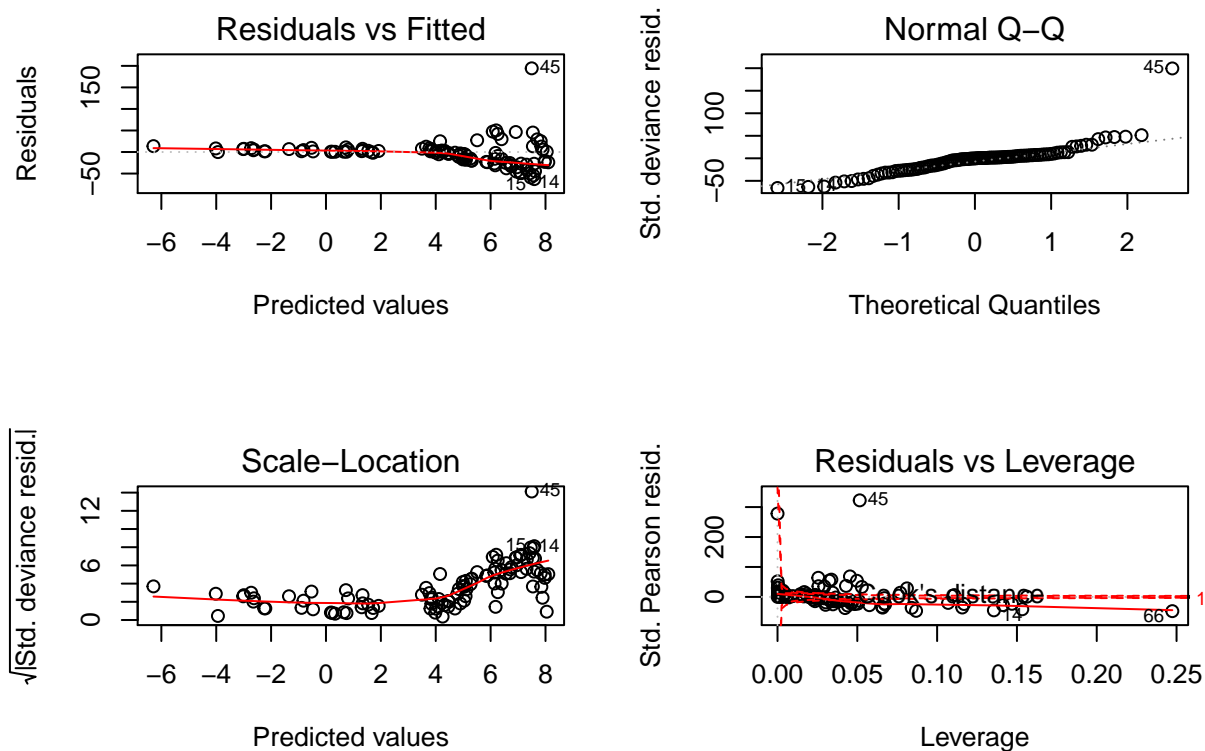 Residuals vs Fitted
Residuals
−50
150
45
15
14
−6 −4 −2 0 2 4 6 8
Predicted values
Normal Q−Q
Std. deviance resid.
−50
100
45
15
−2 −1 0 1 2
Theoretical Quantiles
Scale−Location
√|Std. deviance resid.|
0
6
12
45
15
14
−6 −4 −2 0 2 4 6 8
Predicted values
Residuals vs Leverage
Std. Pearson resid.
0
200
45
Cook's distance
1
14
66
0.00 0.05 0.10 0.15 0.20 0.25
Leverage